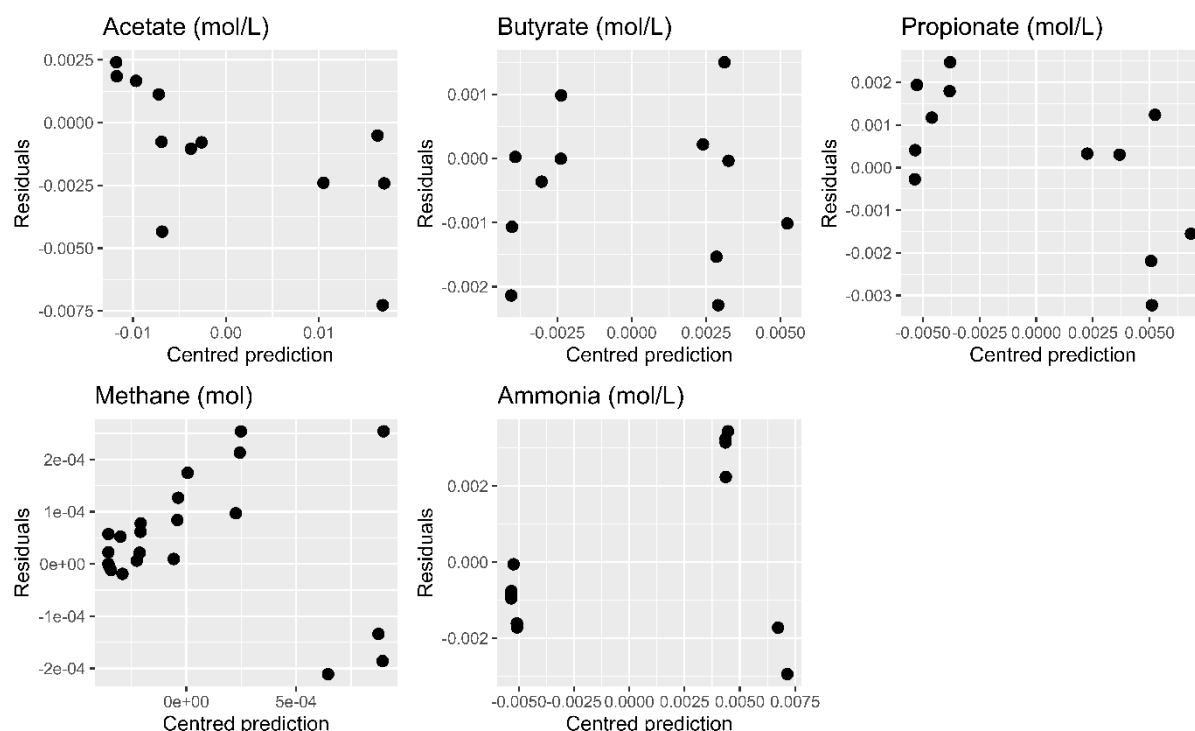 Acetate (mol/L)
Residuals
0.0025
0.0000
-0.0025
-0.0050
-0.0075
-0.01 0.00 0.01
Centred prediction
Butyrate (mol/L)
Residuals
0.001
0.000
-0.001
-0.002
-0.0025 0.0000 0.0025 0.0050
Centred prediction
Propionate (mol/L)
Residuals
0.002
0.001
0.000
-0.001
-0.002
-0.003
-0.0050 -0.0025 0.0000 0.0025 0.0050
Centred prediction
Methane (mol)
Residuals
2e-04
1e-04
0e+00
-1e-04
-2e-04
0e+00 5e-04
Centred prediction
Ammonia (mol/L)
Residuals
0.002
0.000
-0.002
-0.0050 -0.0025 0.0000 0.0025 0.0050 0.0075
Centred prediction